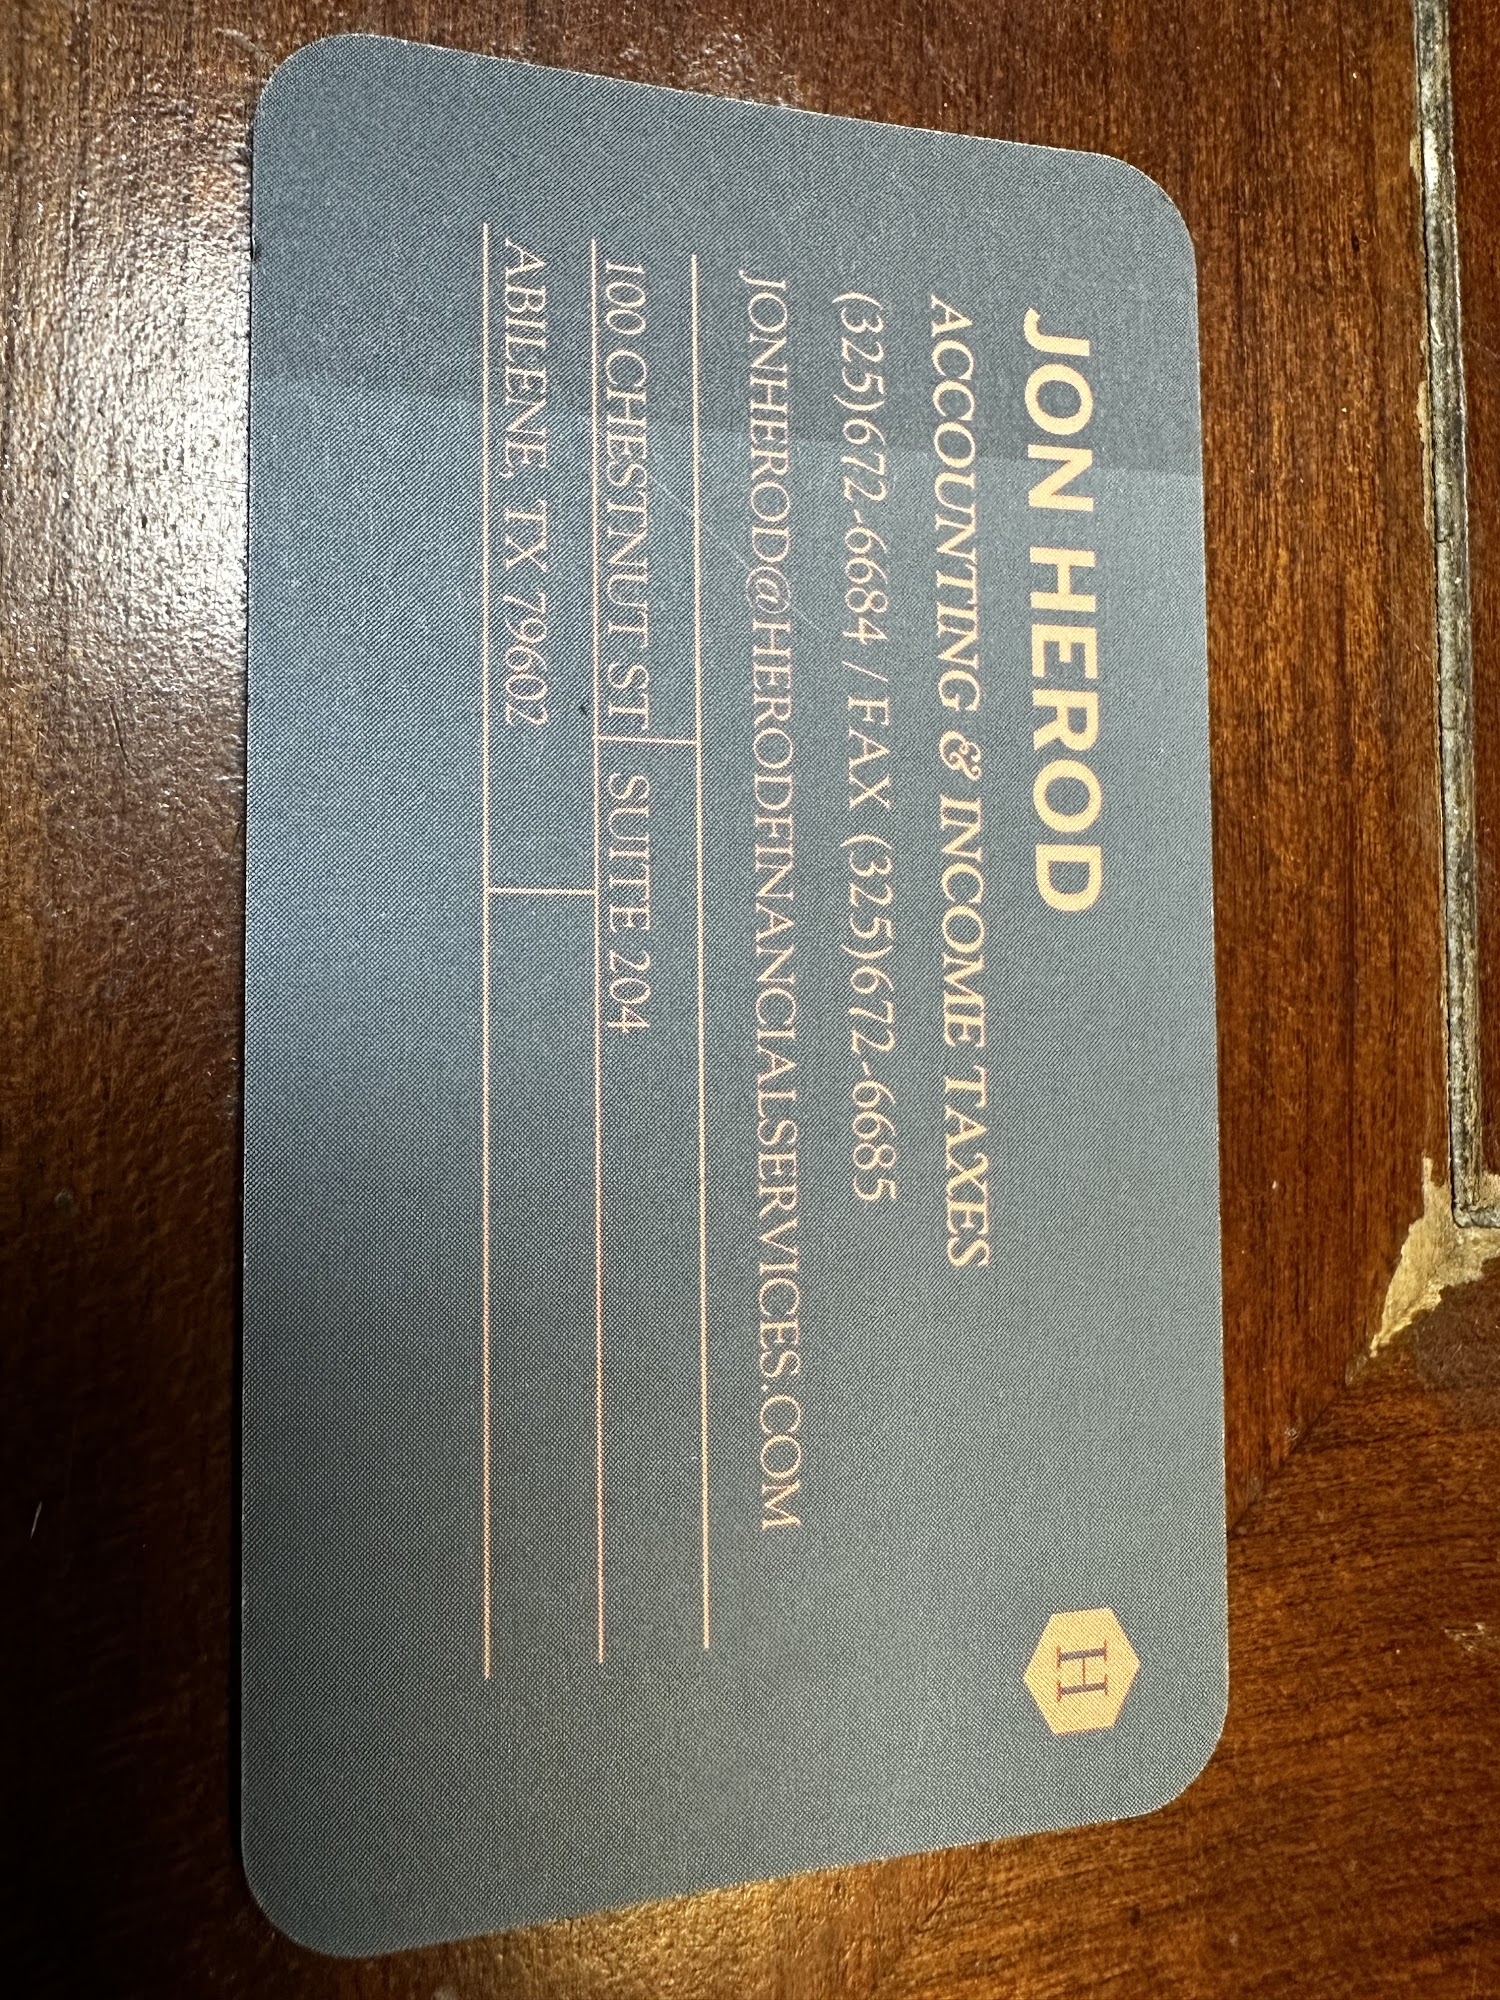 JON HEROD
H
ACCOUNTING & INCOME TAXES
(325)672-6684 / FAX (325)672-6685
JONHEROD@HERODFINANCIALSERVICES.COM
100 CHESTNUT ST SUITE 204
ABILENE, TX 79602